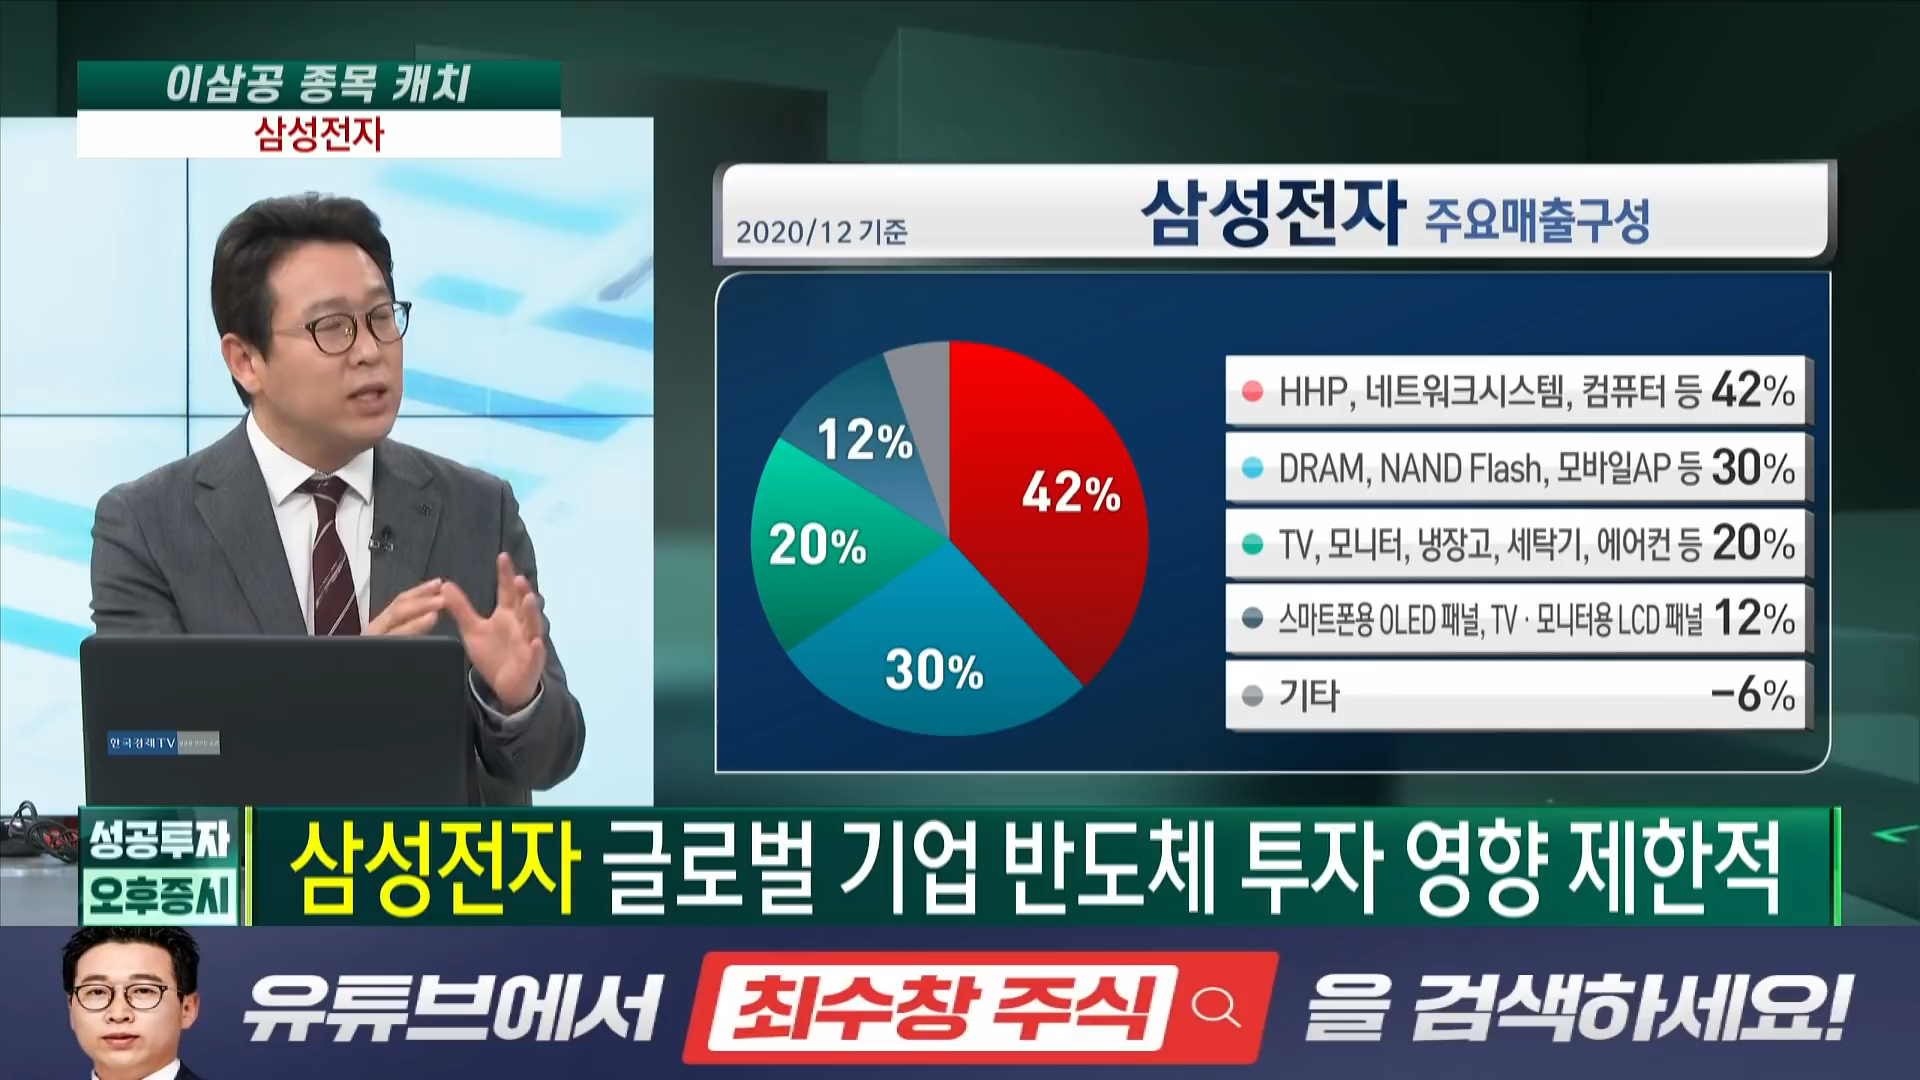 이삼공 종목 캐치
삼성전자
2020/12 기준
삼성전자 주요매출구성
42%
30%
20%
12%
HHP, 네트워크시스템, 컴퓨터 등 42%
DRAM, NAND Flash, 모바일AP 등 30%
TV, 모니터, 냉장고, 세탁기, 에어컨 등 20%
스마트폰용 OLED 패널, TV · 모니터용 LCD 패널 12%
기타 -6%
한국경제TV
성공투자
오후증시
삼성전자 글로벌 기업 반도체 투자 영향 제한적
유튜브에서 최수창 주식 을 검색하세요!